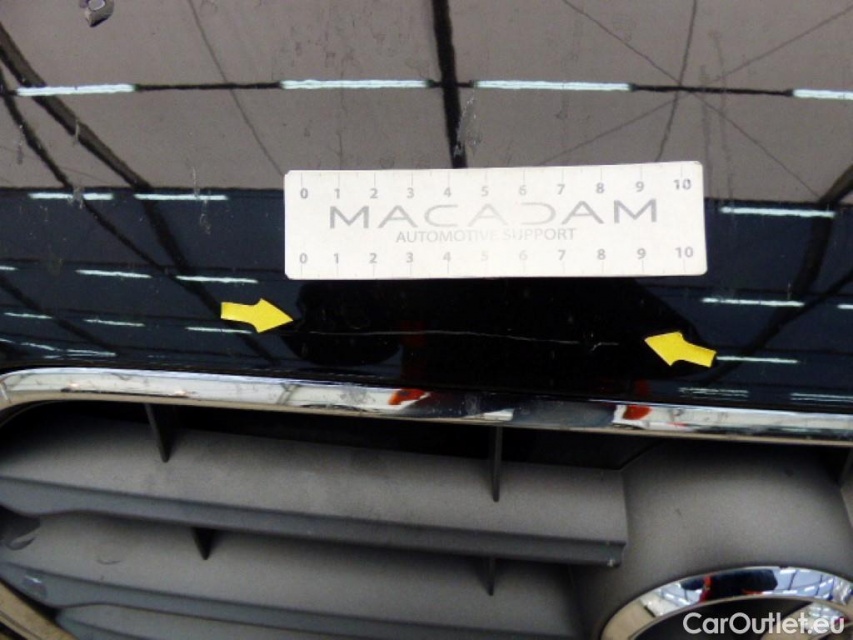 0 1 2 3 4 5 6 7 8 9 10
MACADAM
AUTOMOTIVE SUPPORT
0 1 2 3 4 5 6 7 8 9 10
CarOutlet.eu